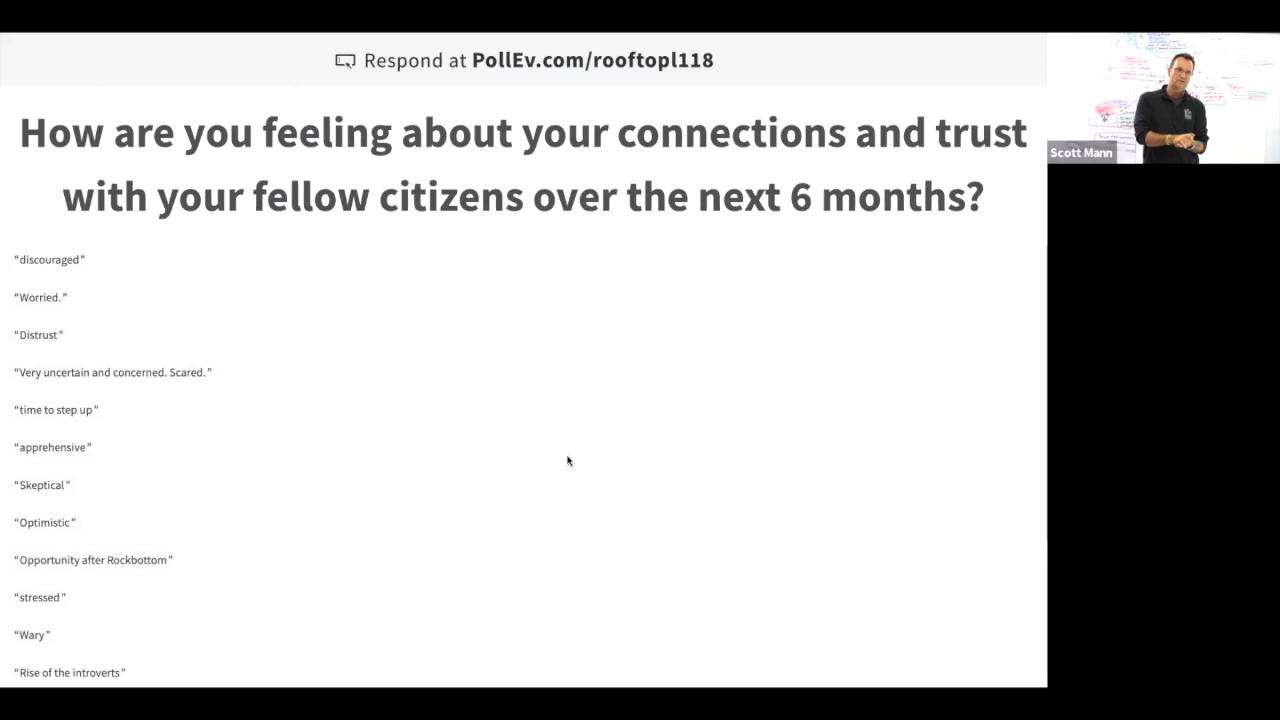 Respond at PollEv.com/rooftopl118
How are you feeling about your connections and trust
with your fellow citizens over the next 6 months?
Scott Mann
“discouraged”
“Worried.”
“Distrust”
“Very uncertain and concerned. Scared.”
“time to step up”
“apprehensive”
“Skeptical”
“Optimistic”
“Opportunity after Rockbottom”
“stressed”
“Wary”
“Rise of the introverts”